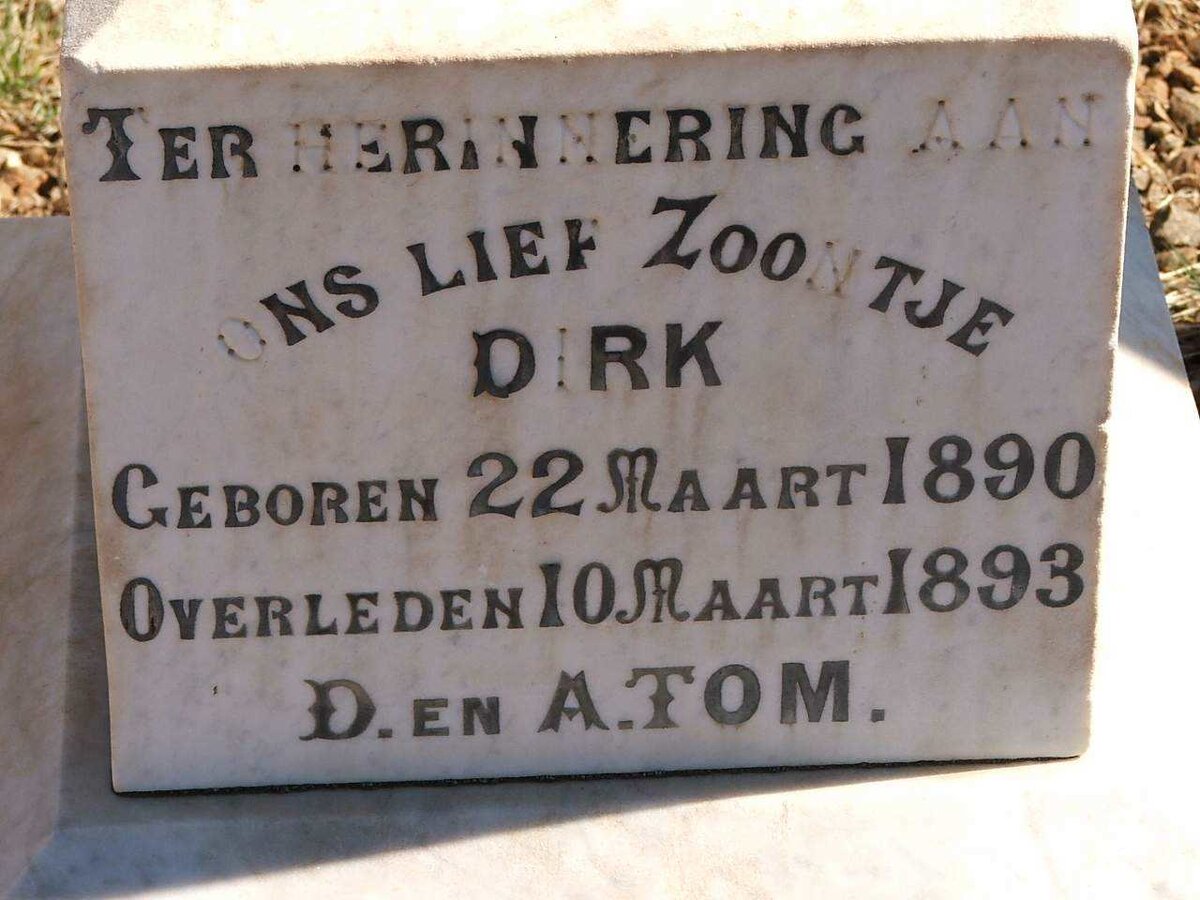 TER HERINNERING AAN
ONS LIEF ZOONTJE
DIRK
GEBOREN 22 MAART 1890
OVERLEDEN 10 MAART 1893
D. EN A. TOM.